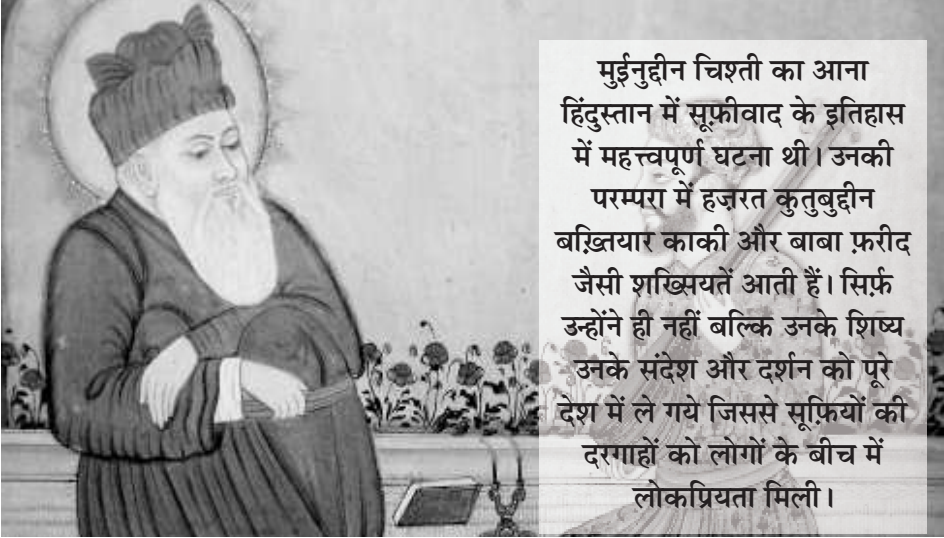 मुईनुद्दीन चिश्ती का आना
हिंदुस्तान में सूफ़ीवाद के इतिहास
में महत्त्वपूर्ण घटना थी। उनकी
परम्परा में हज़रत कुतुबुद्दीन
बख़्तियार काकी और बाबा फ़रीद
जैसी शख्सियतें आती हैं। सिर्फ़
उन्होंने ही नहीं बल्कि उनके शिष्य
उनके संदेश और दर्शन को पूरे
देश में ले गये जिससे सूफ़ियों की
दरगाहों को लोगों के बीच में
लोकप्रियता मिली।